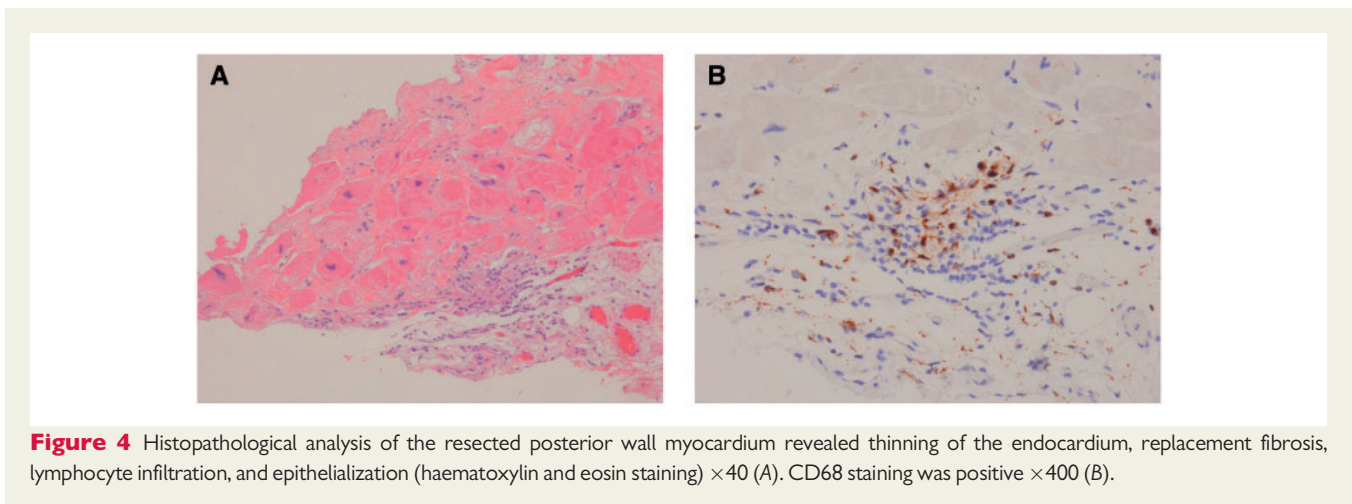 A
B
Figure 4 Histopathological analysis of the resected posterior wall myocardium revealed thinning of the endocardium, replacement fibrosis,
lymphocyte infiltration, and epithelialization (haematoxylin and eosin staining) ×40 (A). CD68 staining was positive ×400 (B).